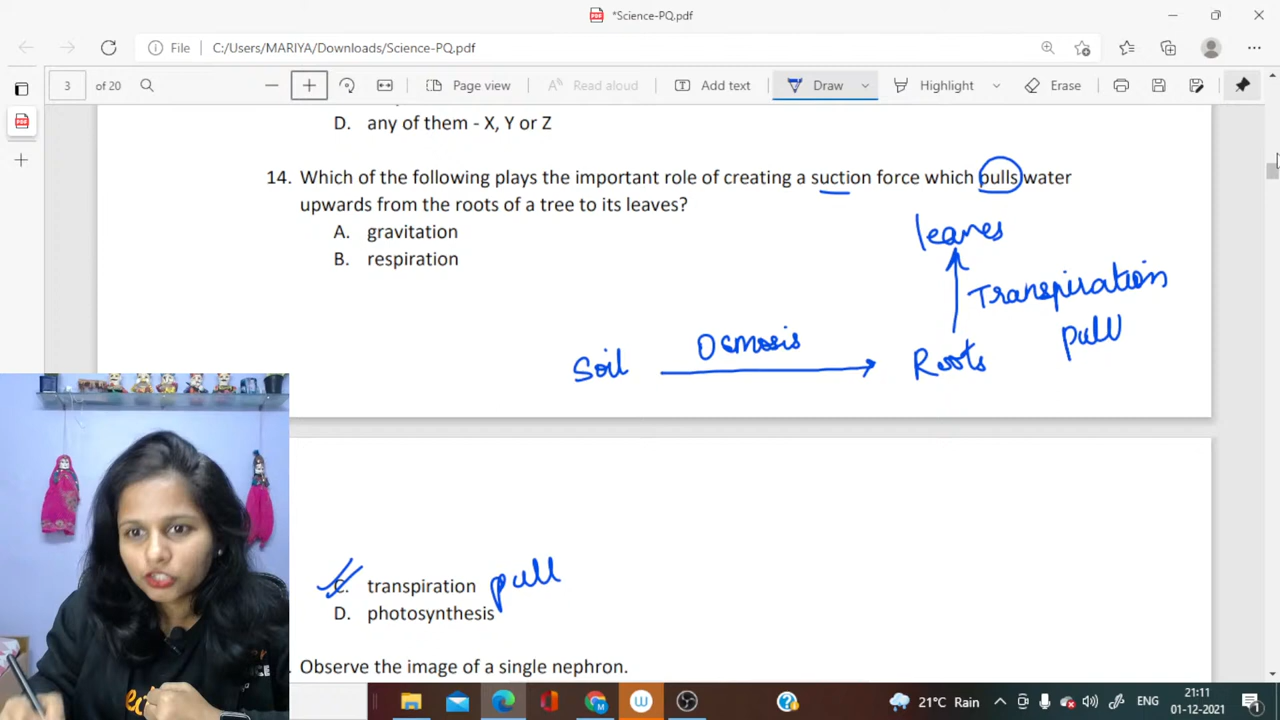 *Science-PQ.pdf
File C:/Users/MARIYA/Downloads/Science-PQ.pdf
3 of 20 Page view Read aloud Add text Draw Highlight Erase
D. any of them - X, Y or Z
14. Which of the following plays the important role of creating a suction force which pulls water
upwards from the roots of a tree to its leaves?
A. gravitation
leaves
B. respiration
Transpiration
pull
Soil Osmosis Roots
C. transpiration pull
D. photosynthesis
Observe the image of a single nephron.
21°C Rain ENG 21:11
01-12-2021